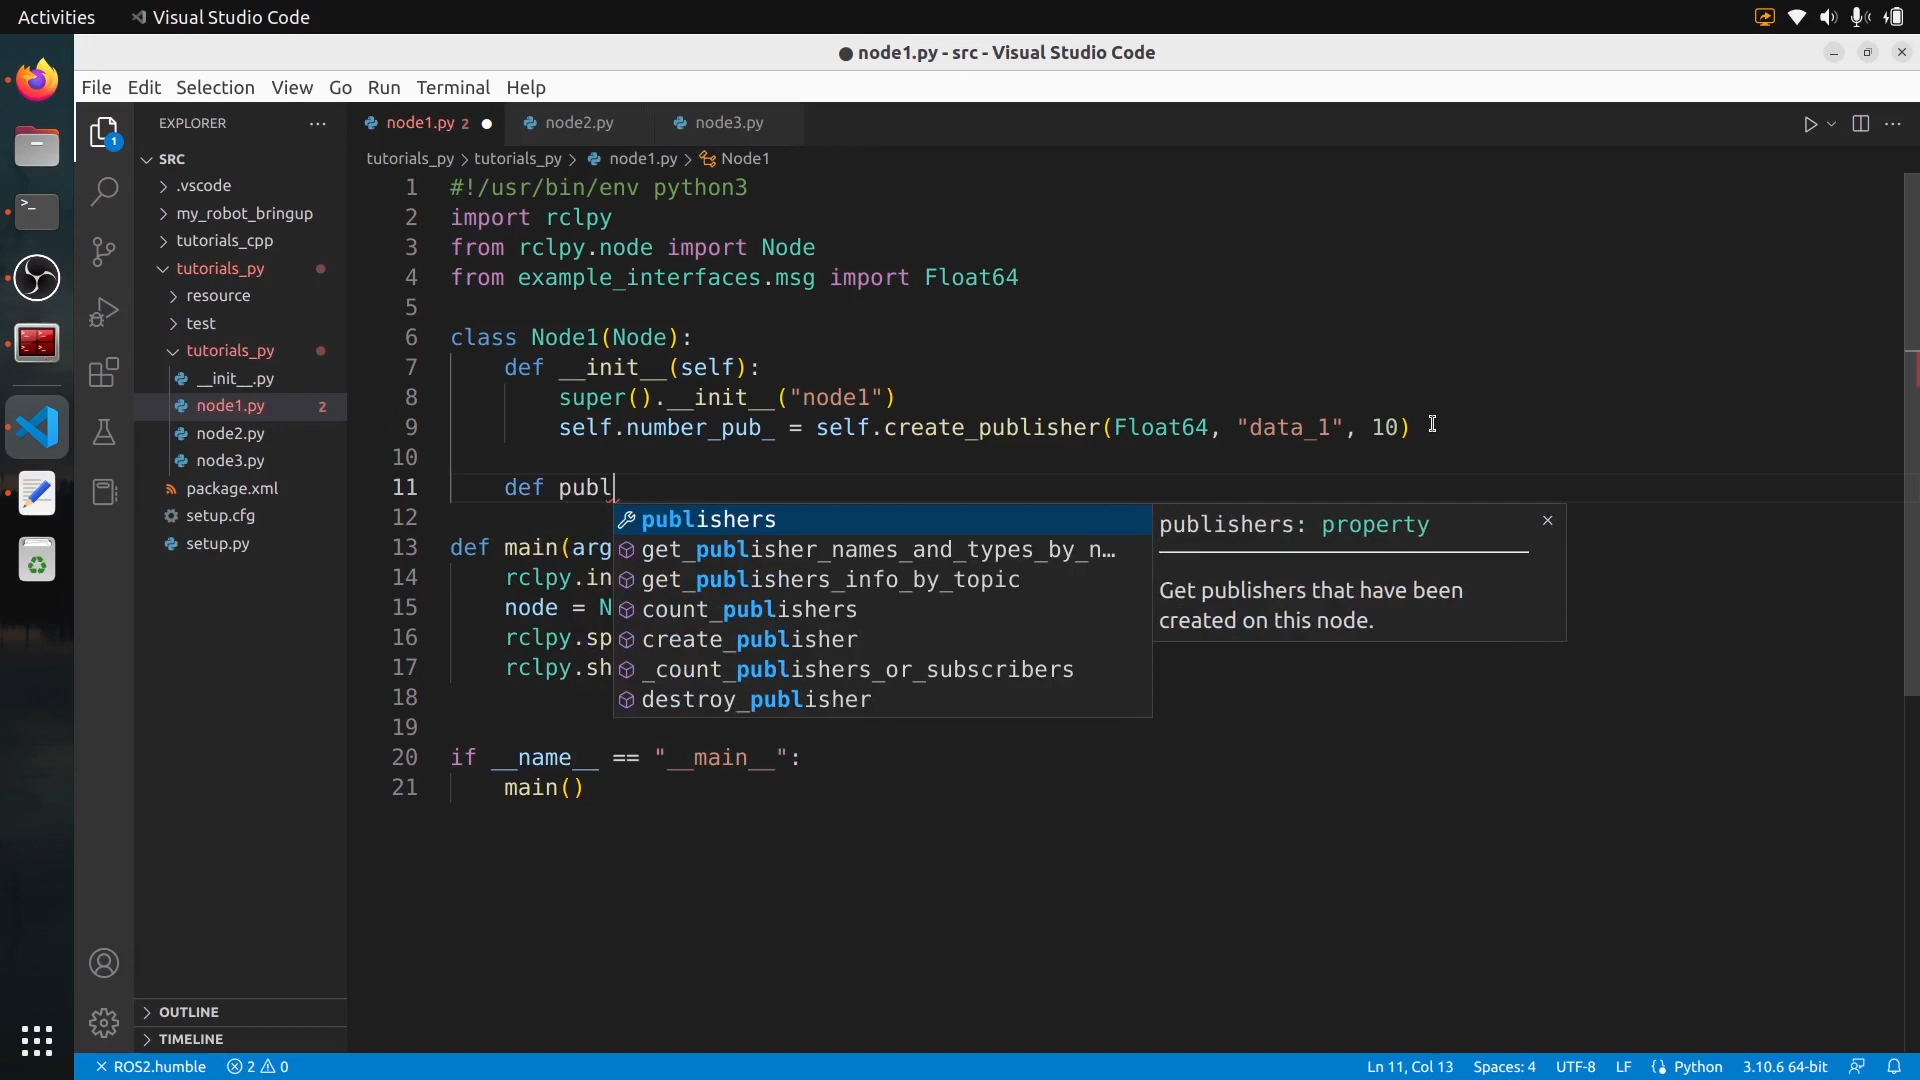 Activities
Visual Studio Code
● node1.py - src - Visual Studio Code
File Edit Selection View Go Run Terminal Help
EXPLORER
SRC
.vscode
my_robot_bringup
tutorials_cpp
tutorials_py
resource
test
tutorials_py
__init__.py
node1.py 2
node2.py
node3.py
package.xml
setup.cfg
setup.py
OUTLINE
TIMELINE
1
node1.py 2 ●
node2.py
node3.py
tutorials_py > tutorials_py > node1.py > Node1
1 #!/usr/bin/env python3
2 import rclpy
3 from rclpy.node import Node
4 from example_interfaces.msg import Float64
5
6 class Node1(Node):
7     def __init__(self):
8         super().__init__("node1")
9         self.number_pub_ = self.create_publisher(Float64, "data_1", 10)
10
11     def publ
12
13 def main(arg
14     rclpy.in
15     node = N
16     rclpy.sp
17     rclpy.sh
18
19
20 if __name__ == "__main__":
21     main()
publishers
get_publisher_names_and_types_by_n...
get_publishers_info_by_topic
count_publishers
create_publisher
_count_publishers_or_subscribers
destroy_publisher
publishers: property
Get publishers that have been
created on this node.
ROS2.humble
2 0
Ln 11, Col 13
Spaces: 4
UTF-8
LF
Python
3.10.6 64-bit